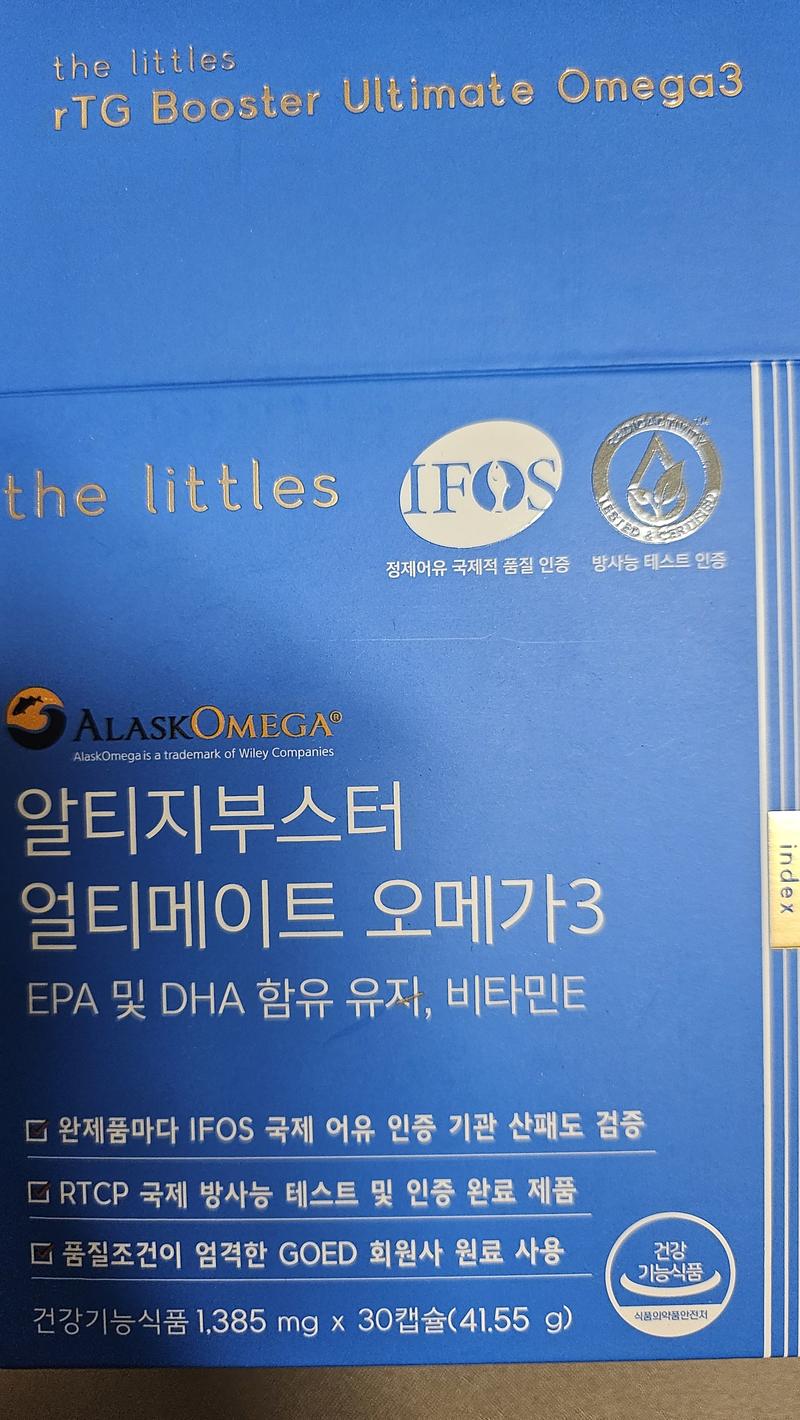 the littles
rTG Booster Ultimate Omega3
the littles
IFOS
정제어유 국제적 품질 인증
RADIOACTIVITY
TESTED & CERTIFIED
TM
방사능 테스트 인증
ALASKOMEGA®
AlaskOmega is a trademark of Wiley Companies
알티지부스터
얼티메이트 오메가3
EPA 및 DHA 함유 유지, 비타민E
index
완제품마다 IFOS 국제 어유 인증 기관 산패도 검증
RTCP 국제 방사능 테스트 및 인증 완료 제품
품질조건이 엄격한 GOED 회원사 원료 사용
건강기능식품 1,385 mg x 30캡슐(41.55 g)
건강
기능식품
식품의약품안전처